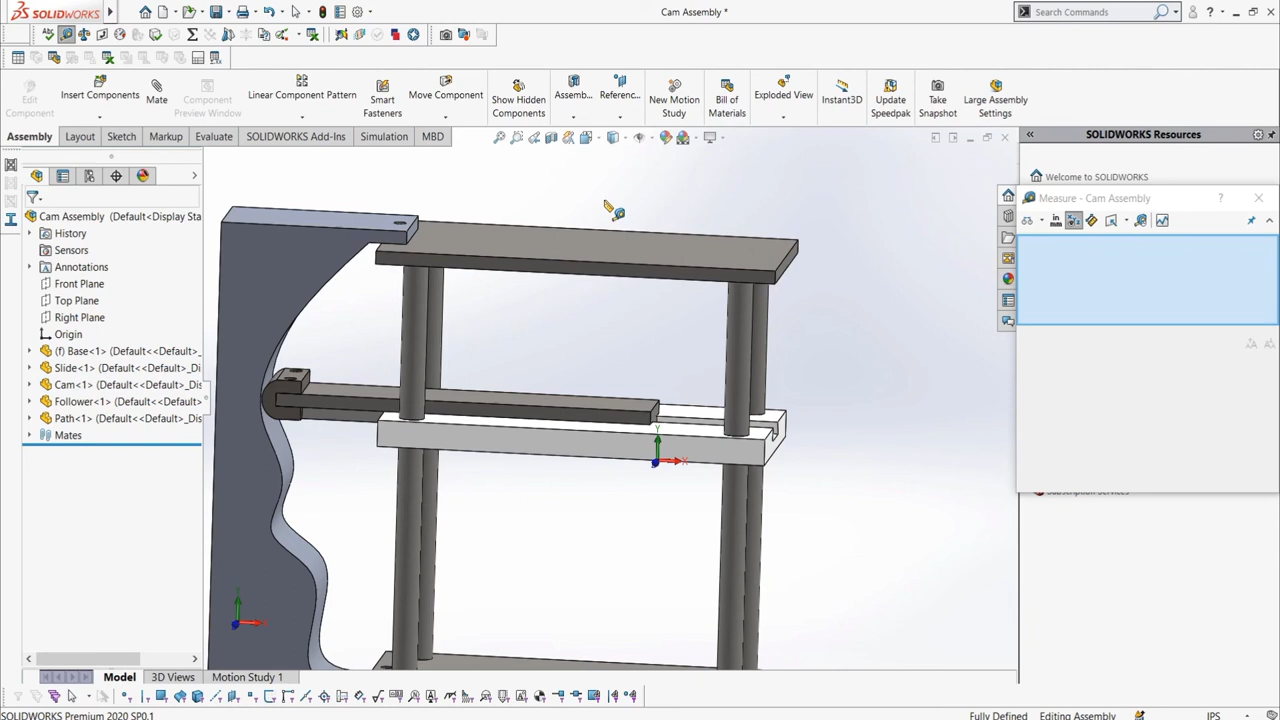 SOLIDWORKS
Cam Assembly *
Search Commands
Edit Component
Insert Components
Mate
Component Preview Window
Linear Component Pattern
Smart Fasteners
Move Component
Show Hidden Components
Assemb...
Referenc...
New Motion Study
Bill of Materials
Exploded View
Instant3D
Update Speedpak
Take Snapshot
Large Assembly Settings
Assembly
Layout
Sketch
Markup
Evaluate
SOLIDWORKS Add-Ins
Simulation
MBD
SOLIDWORKS Resources
Welcome to SOLIDWORKS
Measure - Cam Assembly
Cam Assembly (Default<Display Sta
History
Sensors
Annotations
Front Plane
Top Plane
Right Plane
Origin
(f) Base<1> (Default<<Default>_
Slide<1> (Default<<Default>_Dis
Cam<1> (Default<<Default>_Dis
Follower<1> (Default<<Default>_
Path<1> (Default<<Default>_Dis
Mates
Y
X
Model
3D Views
Motion Study 1
SOLIDWORKS Premium 2020 SP0.1
Fully Defined
Editing Assembly
IPS